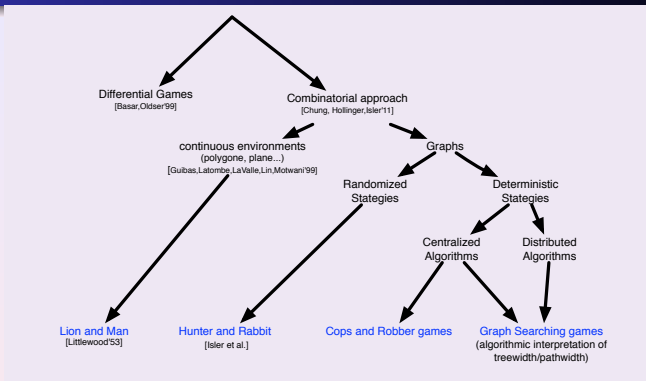 Differential Games
[Basar,Oldser'99]
Combinatorial approach
[Chung, Hollinger,Isler'11]
continuous environments
(polygone, plane...)
[Guibas,Latombe,LaValle,Lin,Motwani'99]
Graphs
Randomized
Stategies
Deterministic
Stategies
Centralized
Algorithms
Distributed
Algorithms
Lion and Man
[Littlewood'53]
Hunter and Rabbit
[Isler et al.]
Cops and Robber games
Graph Searching games
(algorithmic interpretation of
treewidth/pathwidth)